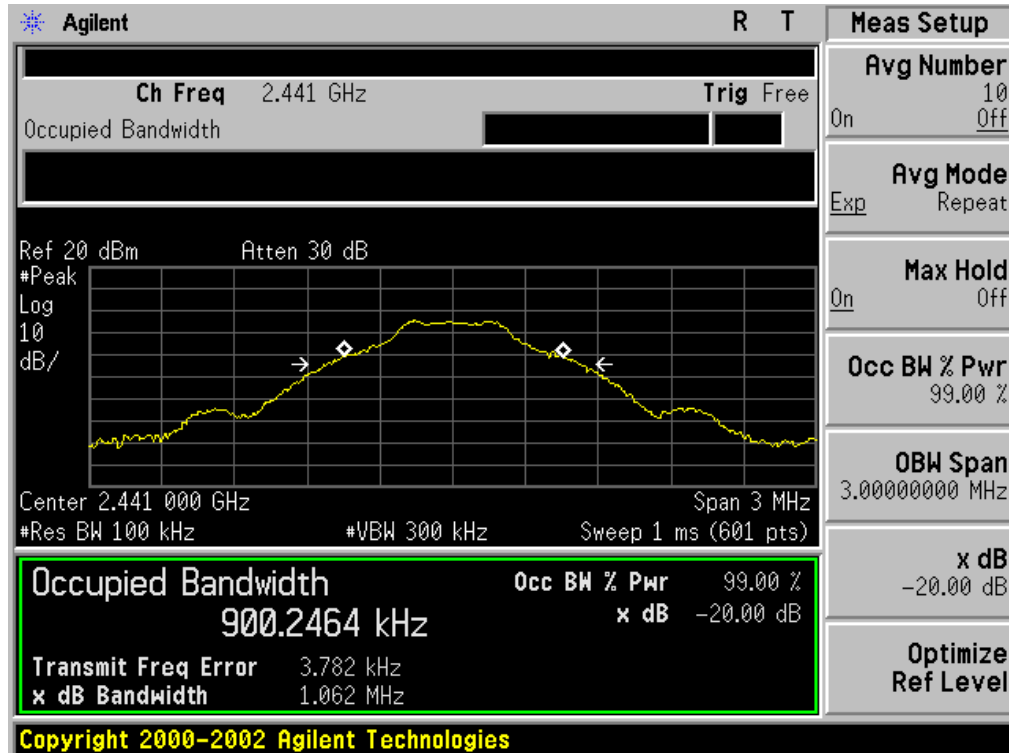 Agilent R T
Ch Freq 2.441 GHz Trig Free
Occupied Bandwidth
Ref 20 dBm Atten 30 dB
#Peak
Log
10
dB/
Center 2.441 000 GHz Span 3 MHz
#Res BW 100 kHz #VBW 300 kHz Sweep 1 ms (601 pts)
Occupied Bandwidth
900.2464 kHz
Occ BW % Pwr 99.00 %
x dB -20.00 dB
Transmit Freq Error 3.782 kHz
x dB Bandwidth 1.062 MHz
Copyright 2000-2002 Agilent Technologies
Meas Setup
Avg Number
10
On Off
Avg Mode
Exp Repeat
Max Hold
On Off
Occ BW % Pwr
99.00 %
OBW Span
3.00000000 MHz
x dB
-20.00 dB
Optimize
Ref Level